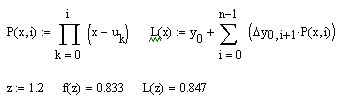 P(x,i) := ∏_{k = 0}^{i} (x − u_k)    L(x) := y_0 + ∑_{i = 0}^{n−1} (Δy_{0,i+1}·P(x,i))
z := 1.2    f(z) = 0.833    L(z) = 0.847